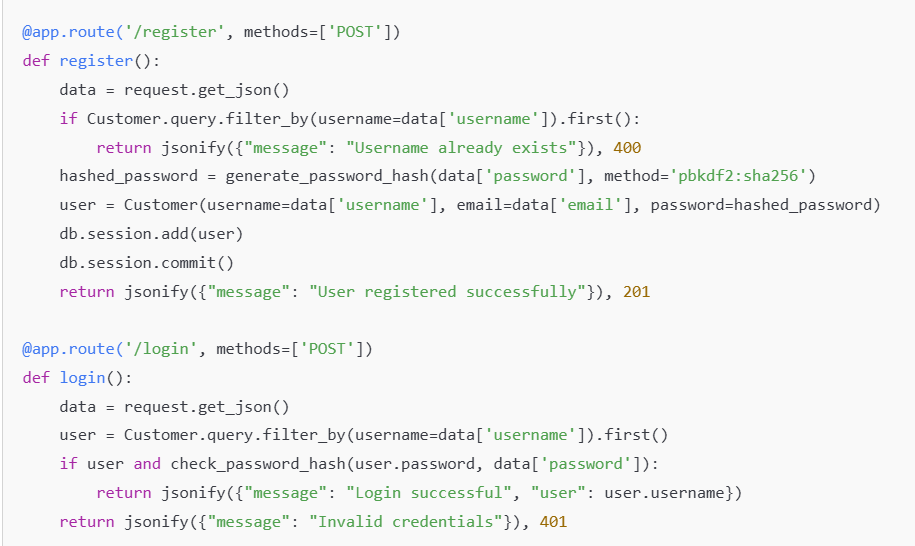 @app.route('/register', methods=['POST'])
def register():
    data = request.get_json()
    if Customer.query.filter_by(username=data['username']).first():
        return jsonify({"message": "Username already exists"}), 400
    hashed_password = generate_password_hash(data['password'], method='pbkdf2:sha256')
    user = Customer(username=data['username'], email=data['email'], password=hashed_password)
    db.session.add(user)
    db.session.commit()
    return jsonify({"message": "User registered successfully"}), 201

@app.route('/login', methods=['POST'])
def login():
    data = request.get_json()
    user = Customer.query.filter_by(username=data['username']).first()
    if user and check_password_hash(user.password, data['password']):
        return jsonify({"message": "Login successful", "user": user.username})
    return jsonify({"message": "Invalid credentials"}), 401